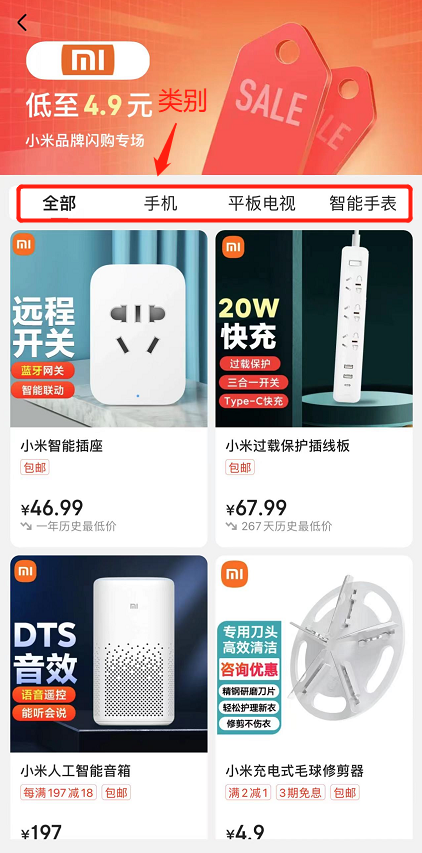 mi
低至4.9元
类别
小米品牌闪购专场
SALE
SALE
全部 手机 平板电视 智能手表
mi
远程
开关
蓝牙网关
智能联动
小米智能插座
包邮
¥46.99
一年历史最低价
mi
20W
快充
过载保护
三合一开关
Type-C快充
小米过载保护插线板
包邮
¥67.99
267天历史最低价
mi
DTS
音效
语音遥控
能听会说
mi
小米人工智能音箱
每满197减18 包邮
¥197
mi
专用刀头
高效清洁
咨询优惠
精钢研磨刀片
轻松护理新衣
修剪不伤衣
小米充电式毛球修剪器
满2减1 3期免息 包邮
¥4.9